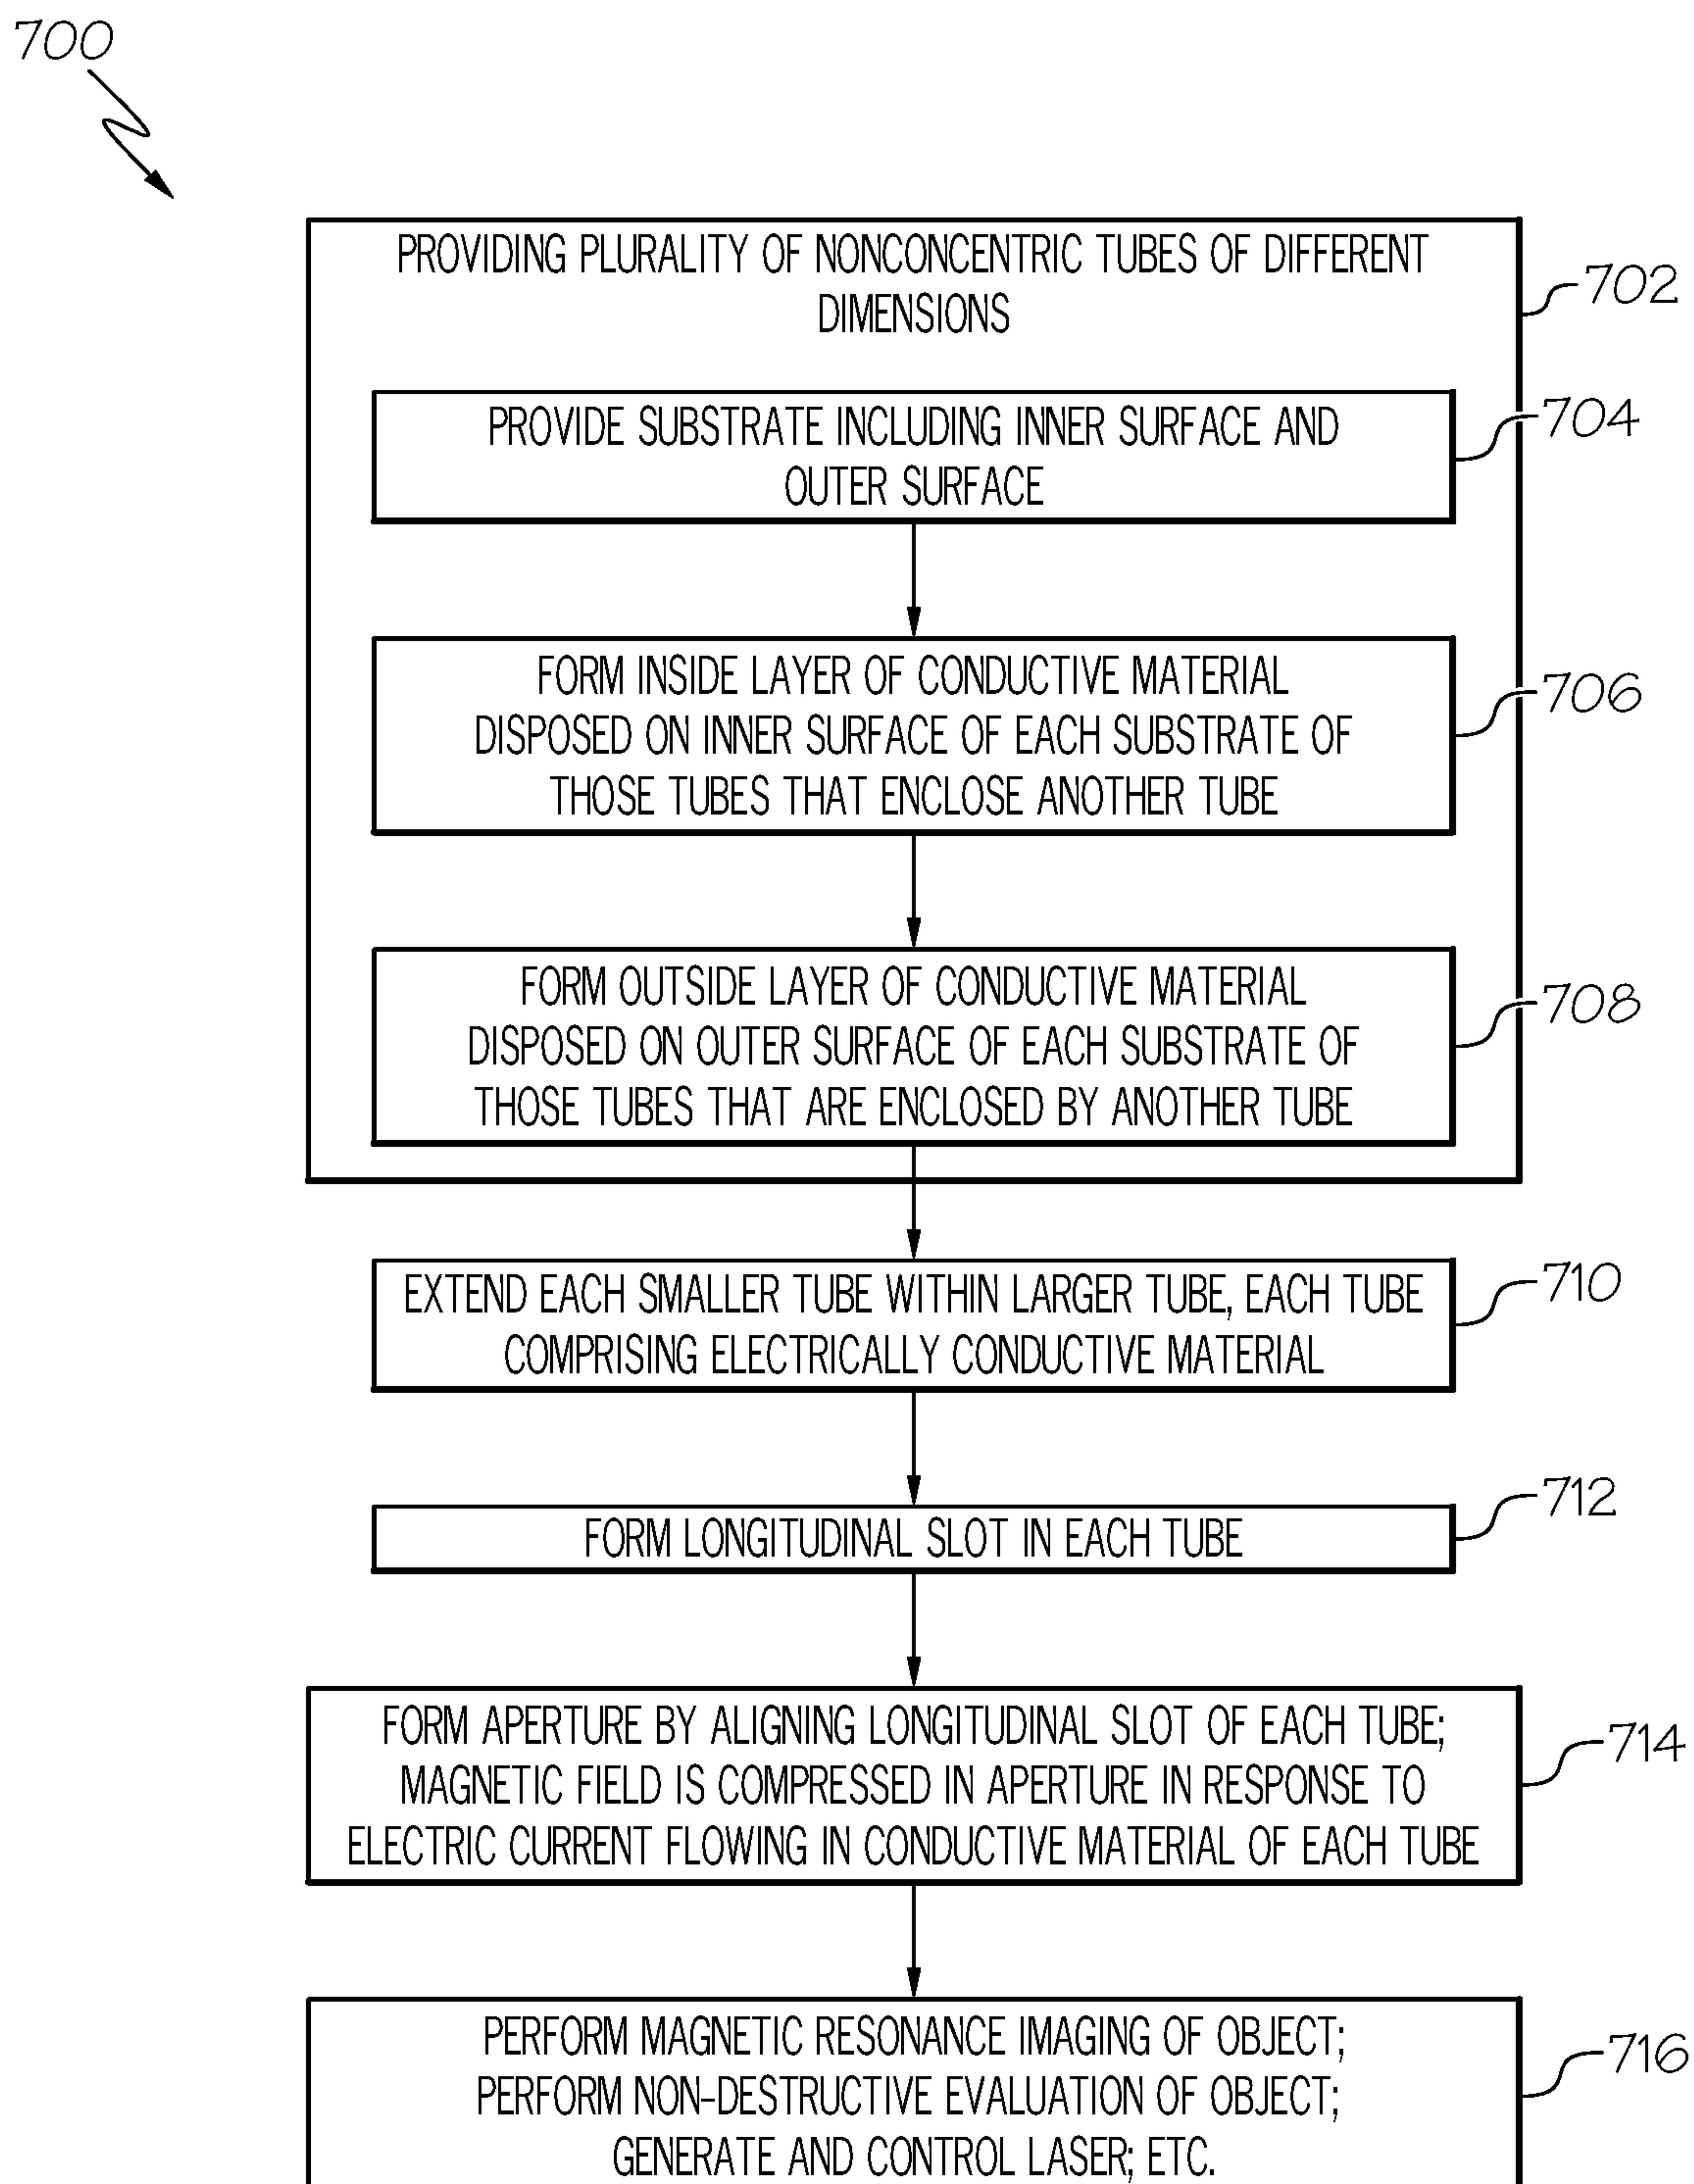 700
PROVIDING PLURALITY OF NONCONCENTRIC TUBES OF DIFFERENT
DIMENSIONS
702
PROVIDE SUBSTRATE INCLUDING INNER SURFACE AND
OUTER SURFACE
704
FORM INSIDE LAYER OF CONDUCTIVE MATERIAL
DISPOSED ON INNER SURFACE OF EACH SUBSTRATE OF
THOSE TUBES THAT ENCLOSE ANOTHER TUBE
706
FORM OUTSIDE LAYER OF CONDUCTIVE MATERIAL
DISPOSED ON OUTER SURFACE OF EACH SUBSTRATE OF
THOSE TUBES THAT ARE ENCLOSED BY ANOTHER TUBE
708
EXTEND EACH SMALLER TUBE WITHIN LARGER TUBE, EACH TUBE
COMPRISING ELECTRICALLY CONDUCTIVE MATERIAL
710
FORM LONGITUDINAL SLOT IN EACH TUBE
712
FORM APERTURE BY ALIGNING LONGITUDINAL SLOT OF EACH TUBE;
MAGNETIC FIELD IS COMPRESSED IN APERTURE IN RESPONSE TO
ELECTRIC CURRENT FLOWING IN CONDUCTIVE MATERIAL OF EACH TUBE
714
PERFORM MAGNETIC RESONANCE IMAGING OF OBJECT;
PERFORM NON-DESTRUCTIVE EVALUATION OF OBJECT;
GENERATE AND CONTROL LASER; ETC.
716